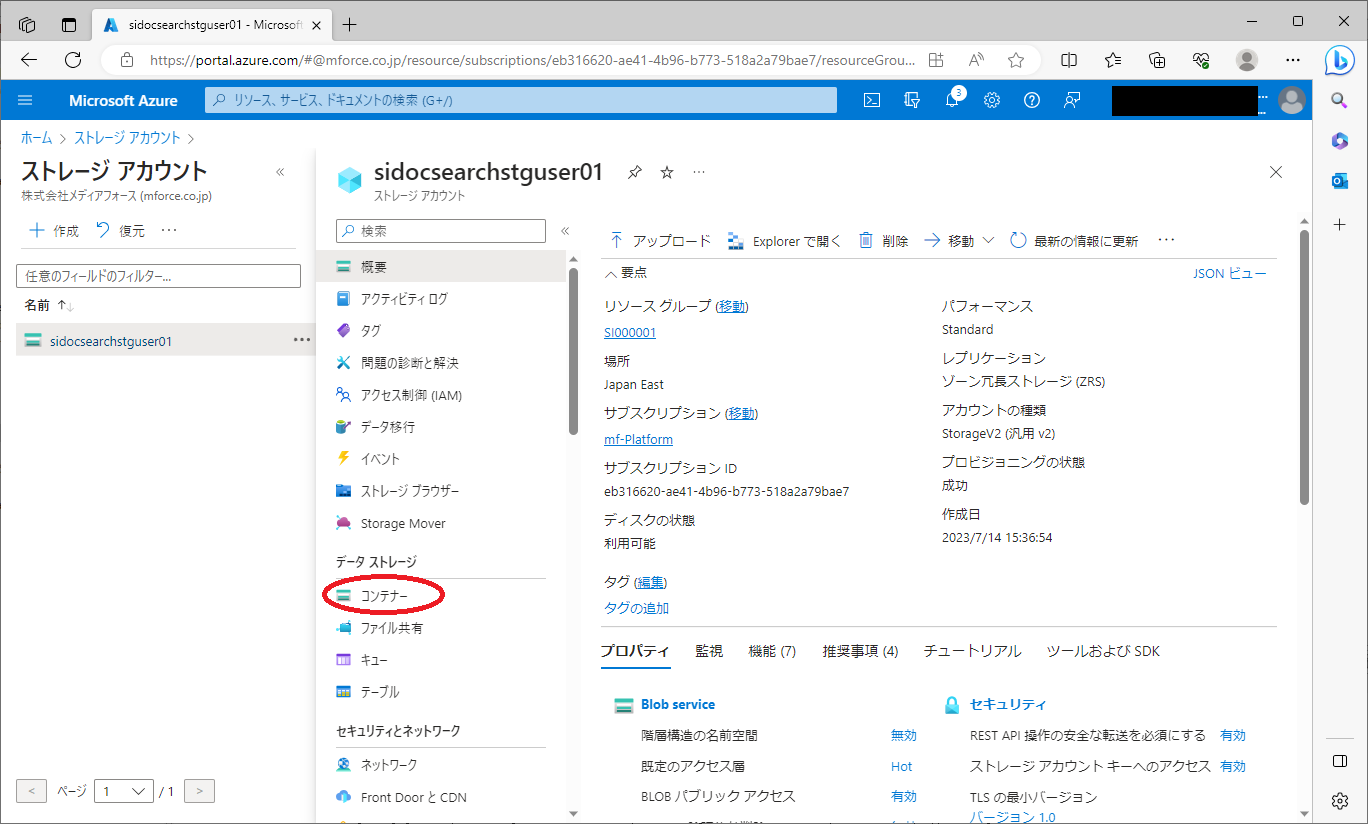 sidocsearchstguser01 - Microsoft
https://portal.azure.com/#@mforce.co.jp/resource/subscriptions/eb316620-ae41-4b96-b773-518a2a79bae7/resourceGrou...
Microsoft Azure
リソース、サービス、ドキュメントの検索 (G+/)
3
ホーム > ストレージ アカウント >
ストレージ アカウント
株式会社メディアフォース (mforce.co.jp)
作成 復元 …
任意のフィールドのフィルター...
名前 ↑↓
sidocsearchstguser01
< ページ 1 / 1 >
sidocsearchstguser01
ストレージ アカウント
検索
概要
アクティビティ ログ
タグ
問題の診断と解決
アクセス制御 (IAM)
データ移行
イベント
ストレージ ブラウザー
Storage Mover
データ ストレージ
コンテナー
ファイル共有
キュー
テーブル
セキュリティとネットワーク
ネットワーク
Front Door と CDN
アップロード Explorer で開く 削除 移動 最新の情報に更新 …
要点
JSON ビュー
リソース グループ (移動)
SI000001
場所
Japan East
サブスクリプション (移動)
mf-Platform
サブスクリプション ID
eb316620-ae41-4b96-b773-518a2a79bae7
ディスクの状態
利用可能
パフォーマンス
Standard
レプリケーション
ゾーン冗長ストレージ (ZRS)
アカウントの種類
StorageV2 (汎用 v2)
プロビジョニングの状態
成功
作成日
2023/7/14 15:36:54
タグ (編集)
タグの追加
プロパティ 監視 機能 (7) 推奨事項 (4) チュートリアル ツールおよび SDK
Blob service
階層構造の名前空間 無効
既定のアクセス層 Hot
BLOB パブリック アクセス 有効
セキュリティ
REST API 操作の安全な転送を必須にする 有効
ストレージ アカウント キーへのアクセス 有効
TLS の最小バージョン
バージョン 1.0